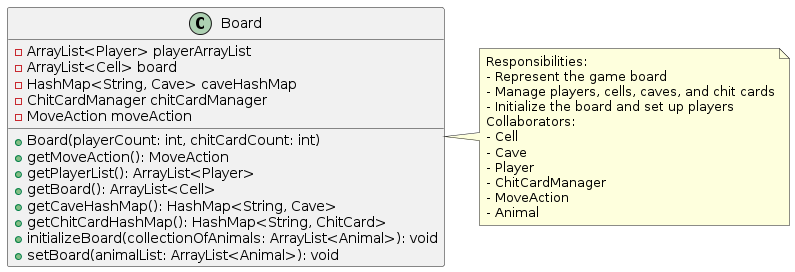 C Board
ArrayList<Player> playerArrayList
ArrayList<Cell> board
HashMap<String, Cave> caveHashMap
ChitCardManager chitCardManager
MoveAction moveAction
Board(playerCount: int, chitCardCount: int)
getMoveAction(): MoveAction
getPlayerList(): ArrayList<Player>
getBoard(): ArrayList<Cell>
getCaveHashMap(): HashMap<String, Cave>
getChitCardHashMap(): HashMap<String, ChitCard>
initializeBoard(collectionOfAnimals: ArrayList<Animal>): void
setBoard(animalList: ArrayList<Animal>): void
Responsibilities:
- Represent the game board
- Manage players, cells, caves, and chit cards
- Initialize the board and set up players
Collaborators:
- Cell
- Cave
- Player
- ChitCardManager
- MoveAction
- Animal